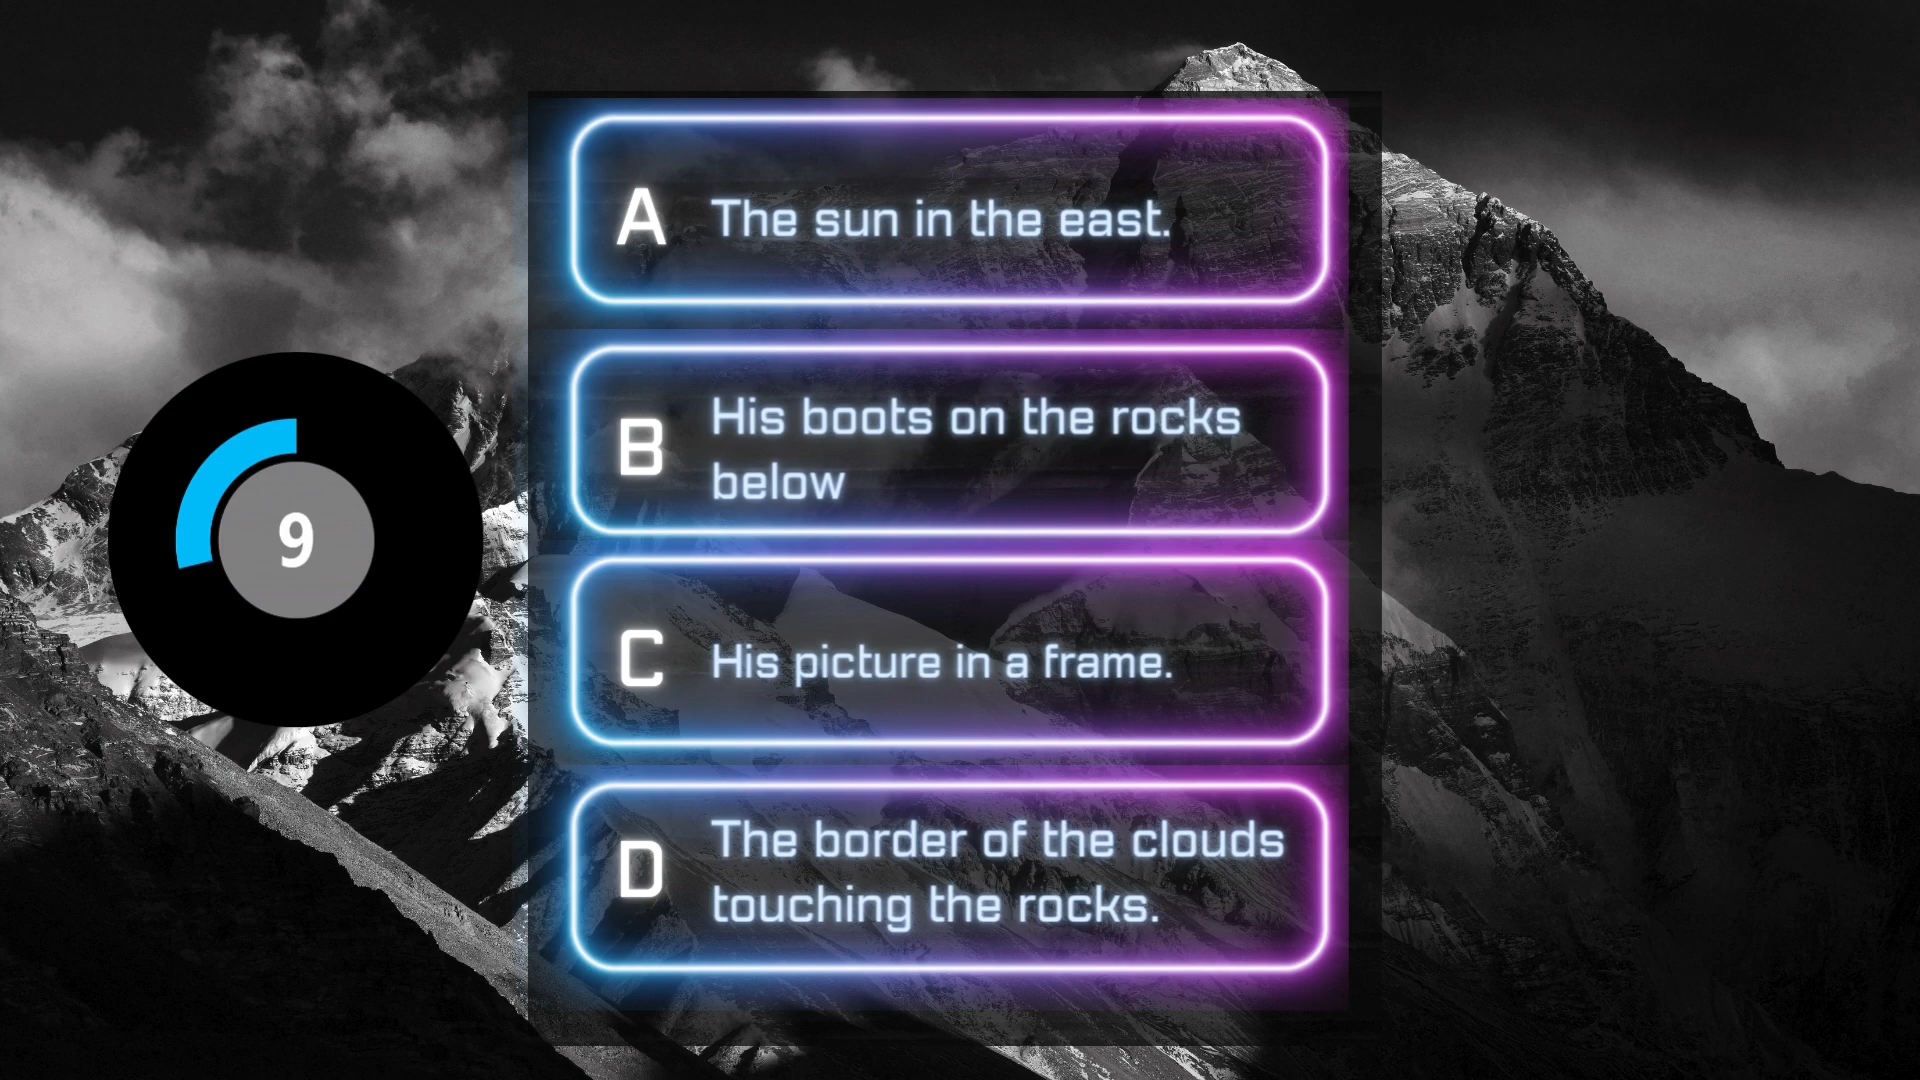 A The sun in the east.
B His boots on the rocks
below
9
C His picture in a frame.
D The border of the clouds
touching the rocks.